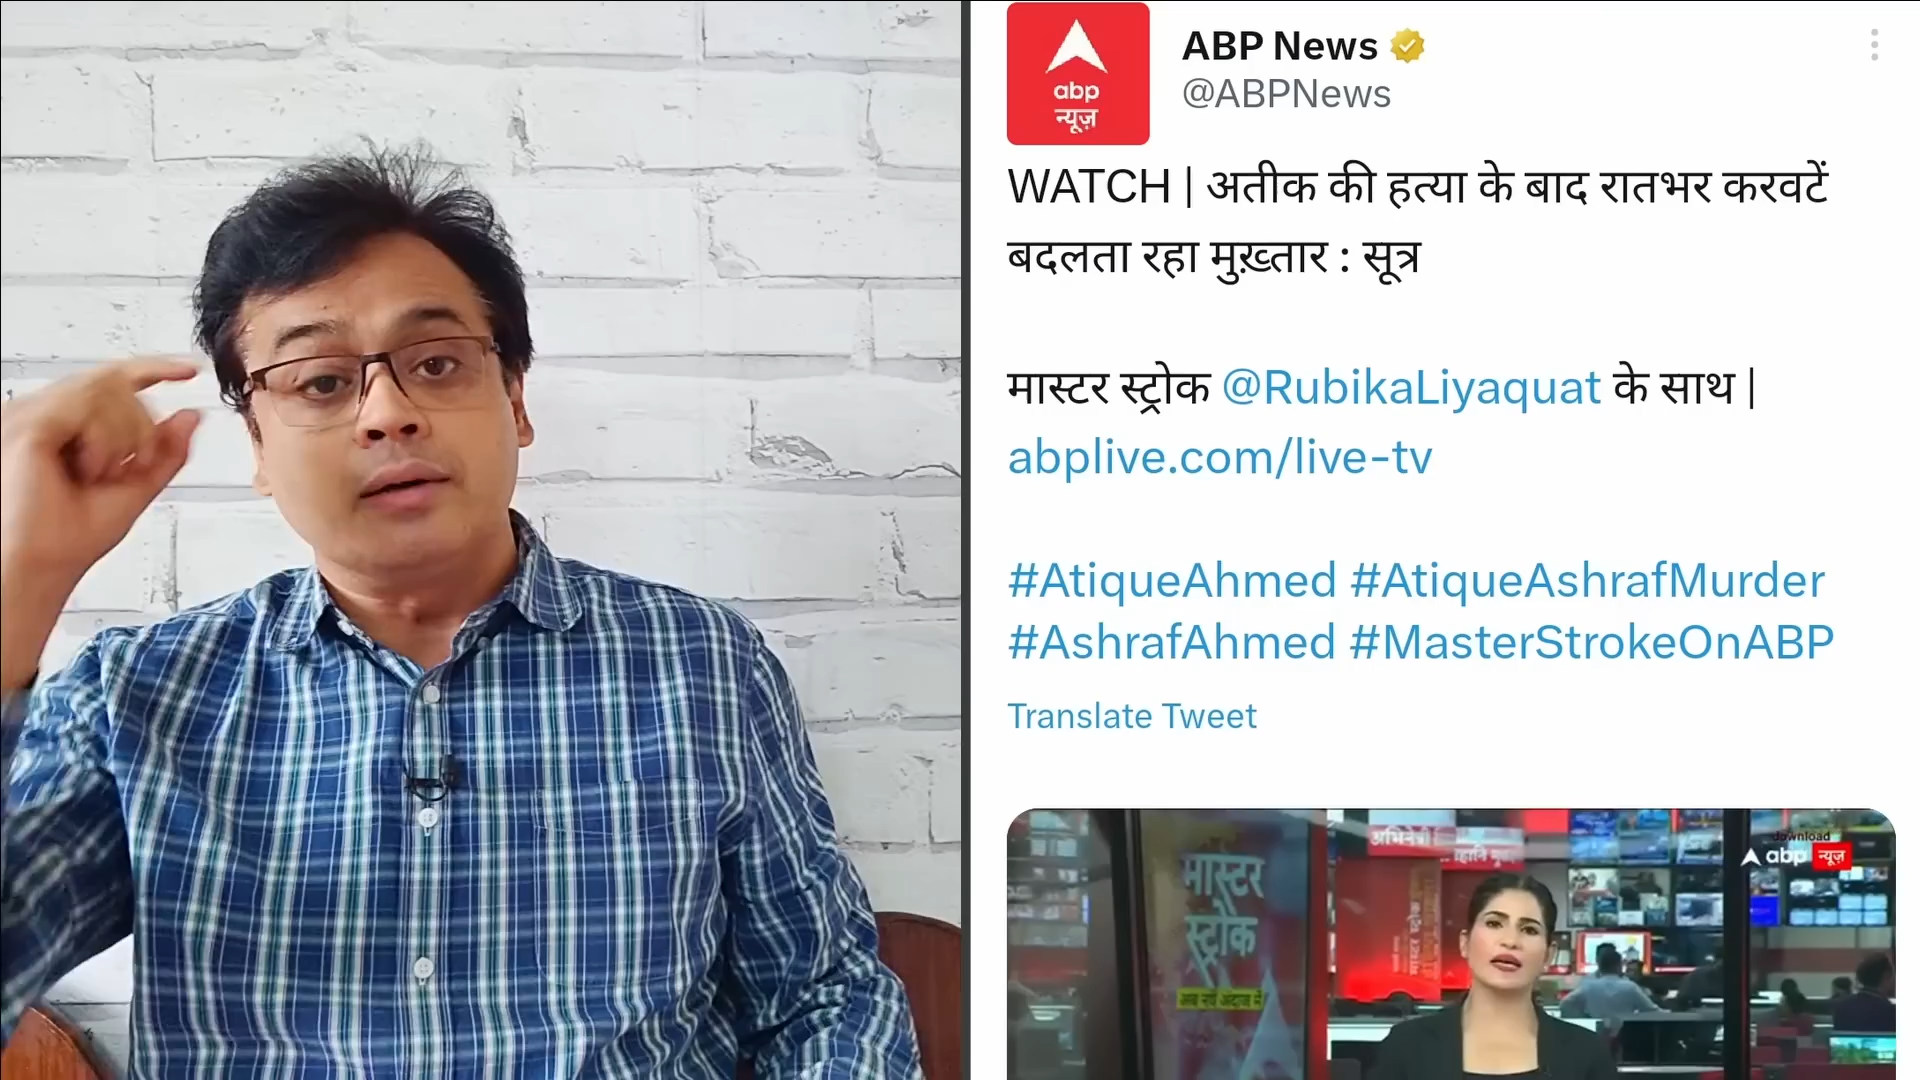 abp
न्यूज़
ABP News
@ABPNews
WATCH | अतीक की हत्या के बाद रातभर करवटें
बदलता रहा मुख़्तार : सूत्र
मास्टर स्ट्रोक @RubikaLiyaquat के साथ |
abplive.com/live-tv
#AtiqueAhmed #AtiqueAshrafMurder
#AshrafAhmed #MasterStrokeOnABP
Translate Tweet
download
abp न्यूज़
मास्टर
स्ट्रोक